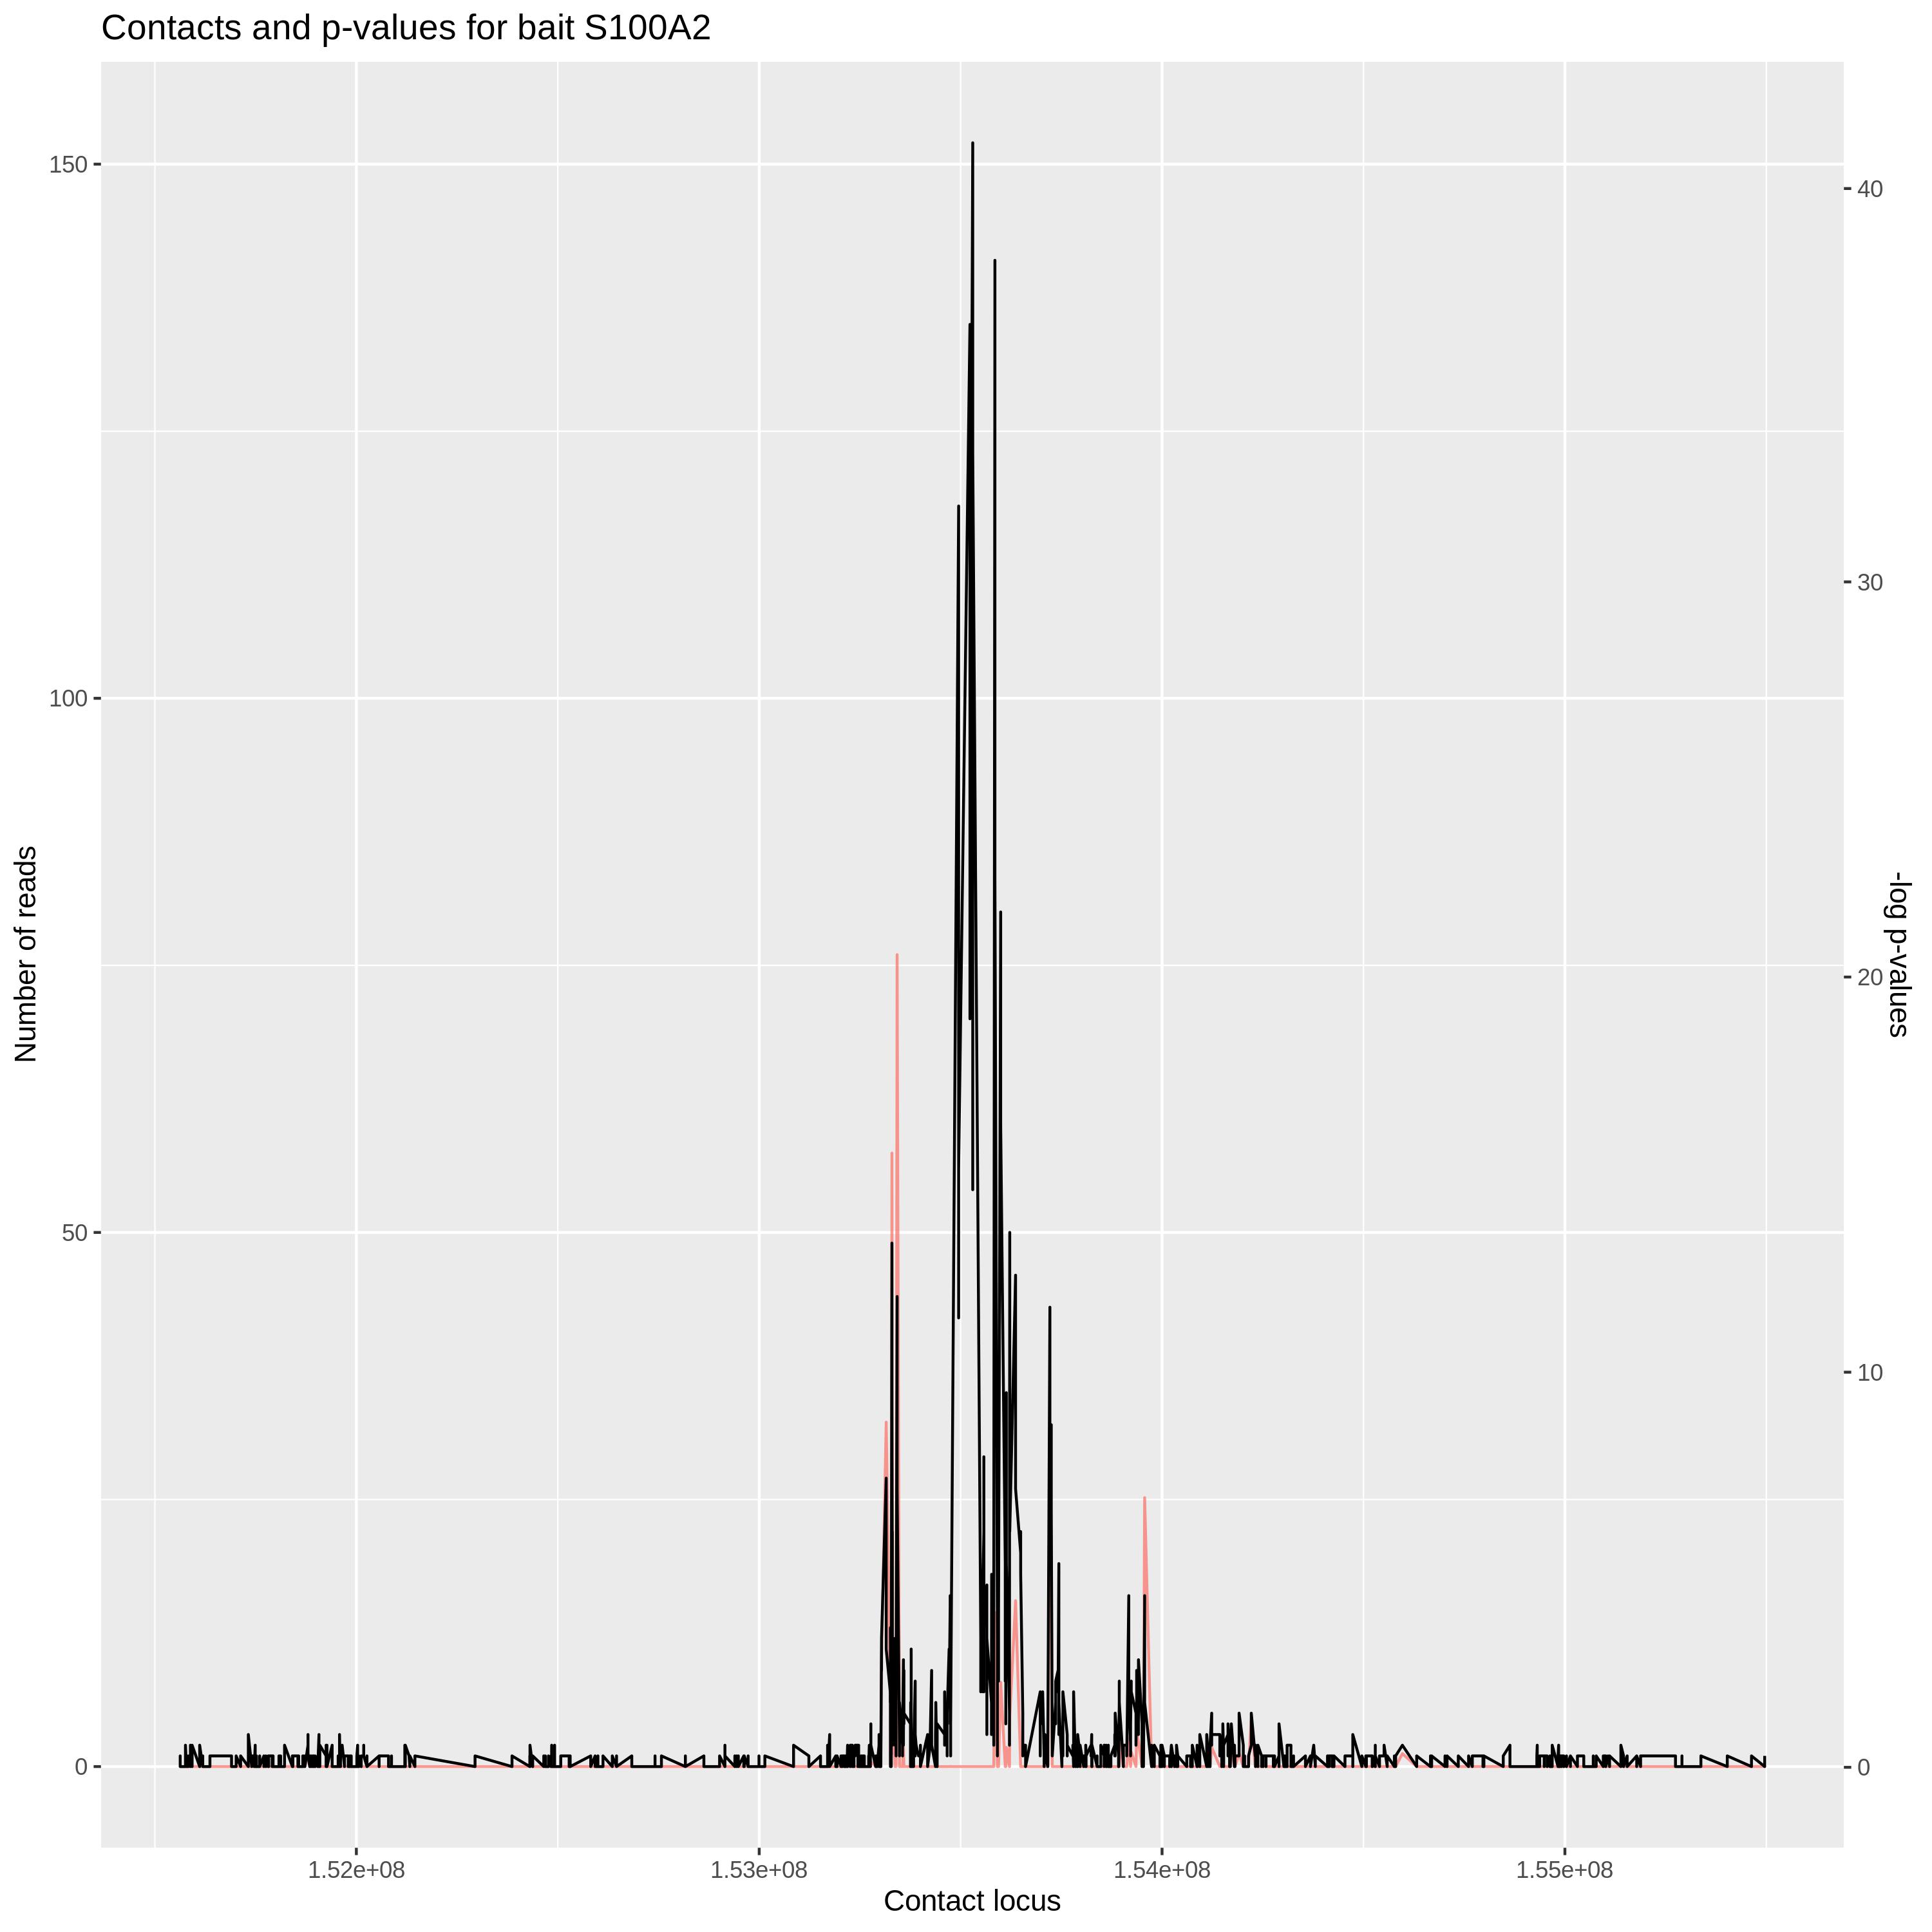 Contacts and p-values for bait S100A2
150
100
50
0
Number of reads
40
30
20
10
0
-log p-values
1.52e+08 1.53e+08 1.54e+08 1.55e+08
Contact locus